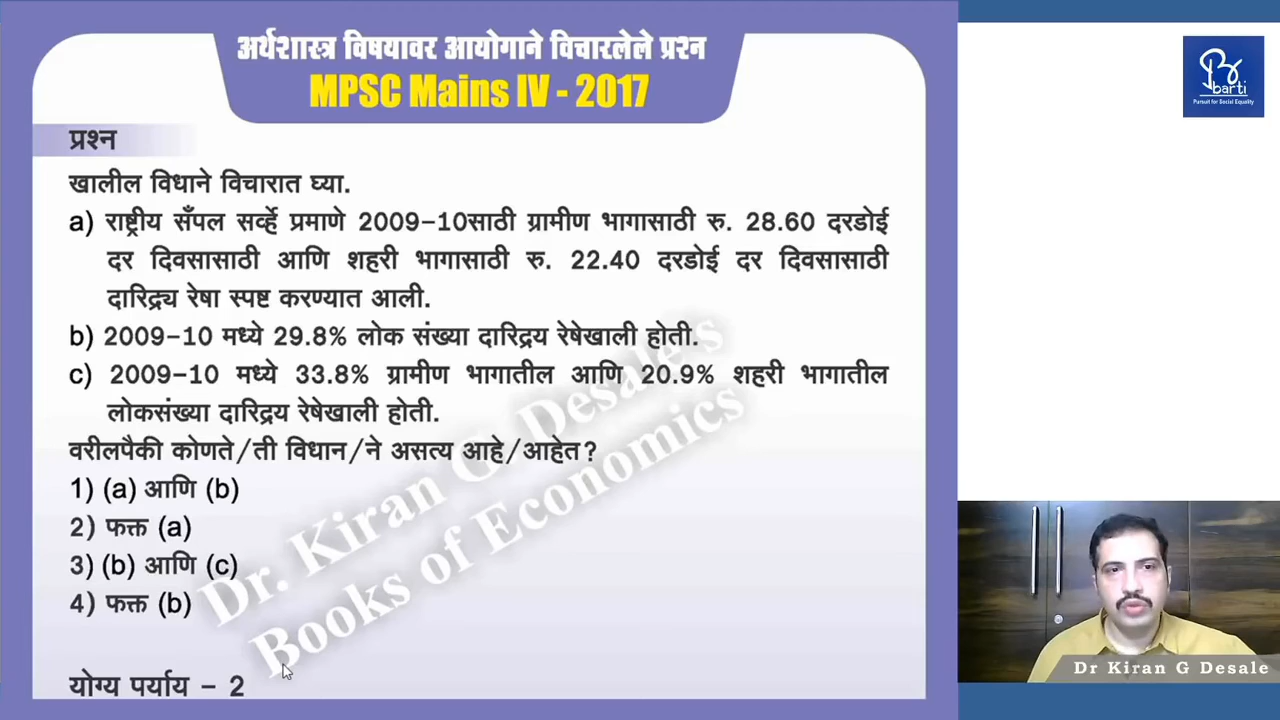 अर्थशास्त्र विषयावर आयोगाने विचारलेले प्रश्न
MPSC Mains IV - 2017
barti
Pursuit for Social Equality
प्रश्न
खालील विधाने विचारात घ्या.
a) राष्ट्रीय सँपल सर्व्हे प्रमाणे 2009-10साठी ग्रामीण भागासाठी रु. 28.60 दरडोई
दर दिवसासाठी आणि शहरी भागासाठी रु. 22.40 दरडोई दर दिवसासाठी
दारिद्र्य रेषा स्पष्ट करण्यात आली.
b) 2009-10 मध्ये 29.8% लोक संख्या दारिद्रय रेषेखाली होती.
c) 2009-10 मध्ये 33.8% ग्रामीण भागातील आणि 20.9% शहरी भागातील
लोकसंख्या दारिद्रय रेषेखाली होती.
वरीलपैकी कोणते/ती विधान/ने असत्य आहे/आहेत?
1) (a) आणि (b)
2) फक्त (a)
3) (b) आणि (c)
4) फक्त (b)
योग्य पर्याय - 2
Dr. Kiran G Desale's
Books of Economics
Dr Kiran G Desale